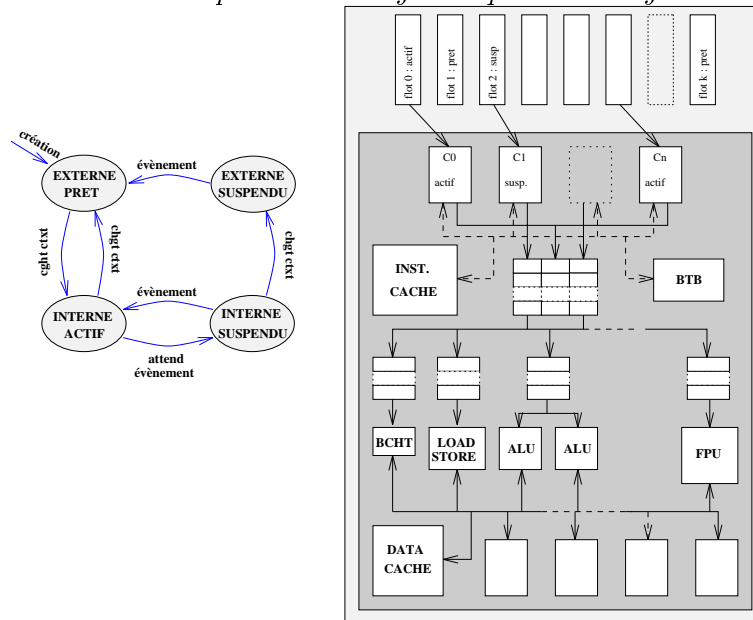 création
EXTERNE
PRET
évènement
EXTERNE
SUSPENDU
cght ctxt
chgt ctxt
chgt ctxt
INTERNE
ACTIF
évènement
INTERNE
SUSPENDU
attend
évènement
flot 0 : actif
flot 1 : pret
flot 2 : susp
flot k : pret
C0
actif
C1
susp.
Cn
actif
INST.
CACHE
BTB
BCHT
LOAD
STORE
ALU
ALU
FPU
DATA
CACHE